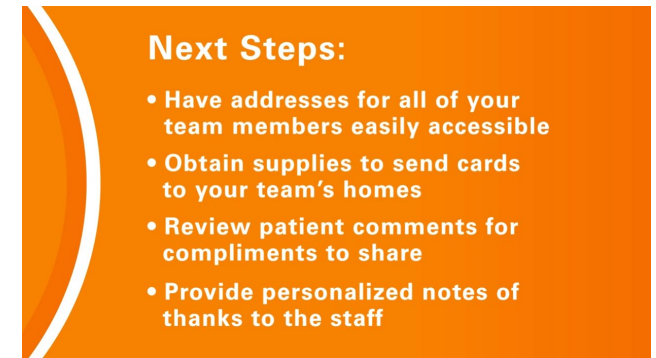 Next Steps:
• Have addresses for all of your
team members easily accessible
• Obtain supplies to send cards
to your team's homes
• Review patient comments for
compliments to share
• Provide personalized notes of
thanks to the staff